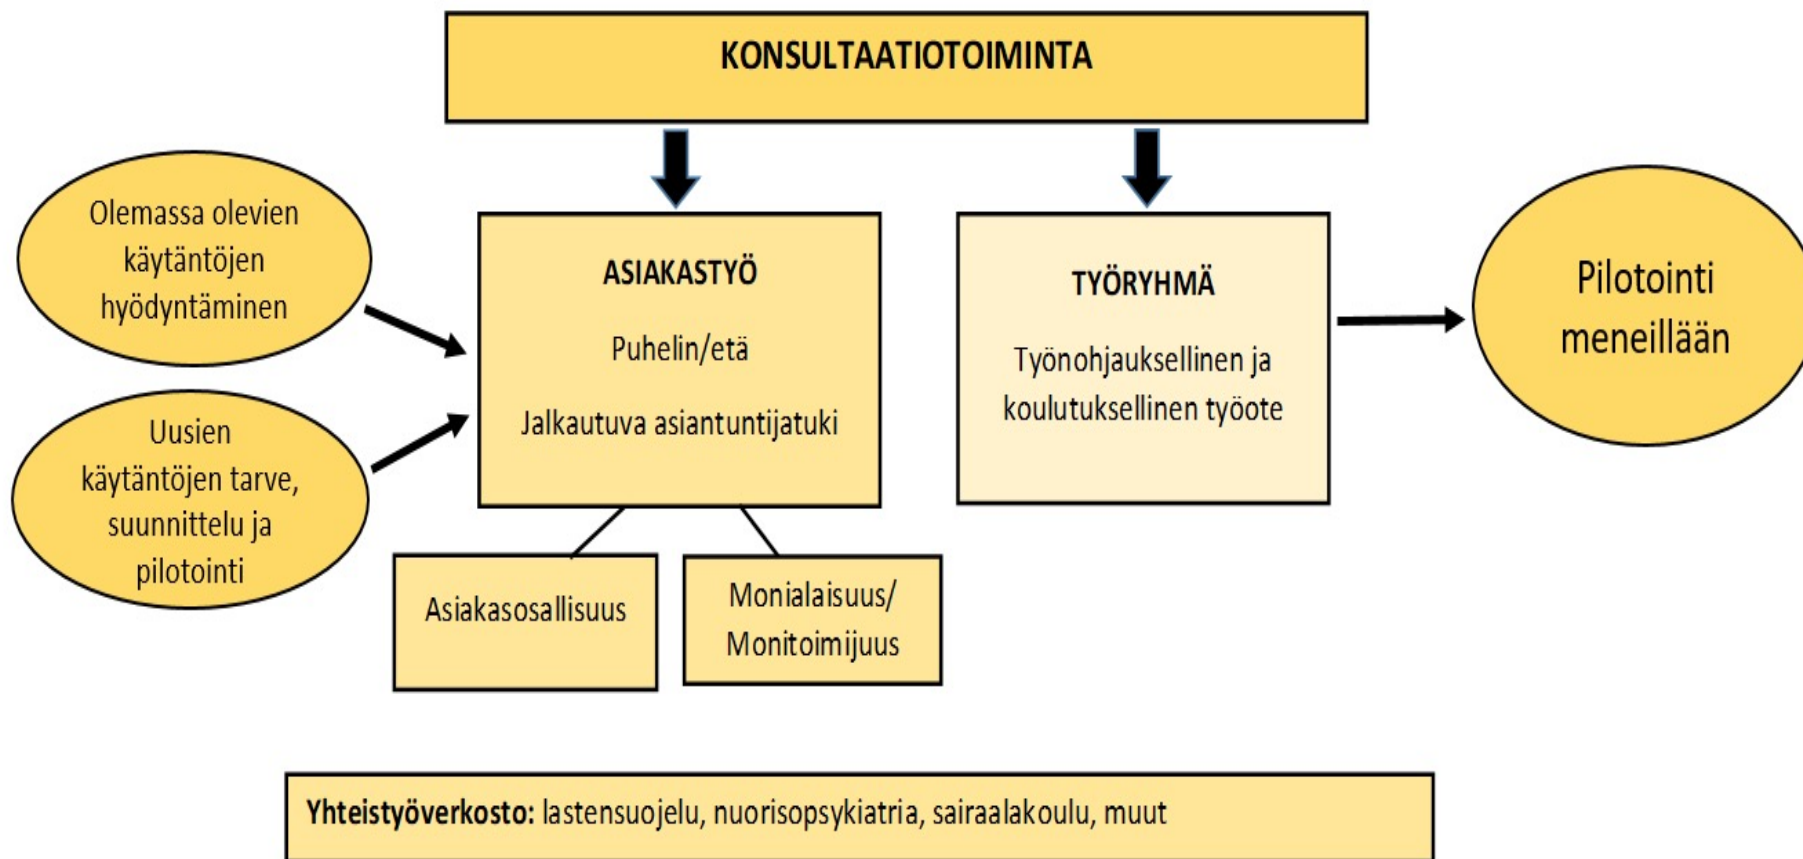 KONSULTAATIOTOIMINTA
Olemassa olevien
käytäntöjen
hyödyntäminen
Uusien
käytäntöjen tarve,
suunnittelu ja
pilotointi
ASIAKASTYÖ
Puhelin/etä
Jalkautuva asiantuntijatuki
TYÖRYHMÄ
Työnohjauksellinen ja
koulutuksellinen työote
Pilotointi
meneillään
Asiakasosallisuus
Monialaisuus/
Monitoimijuus
Yhteistyöverkosto: lastensuojelu, nuorisopsykiatria, sairaalakoulu, muut